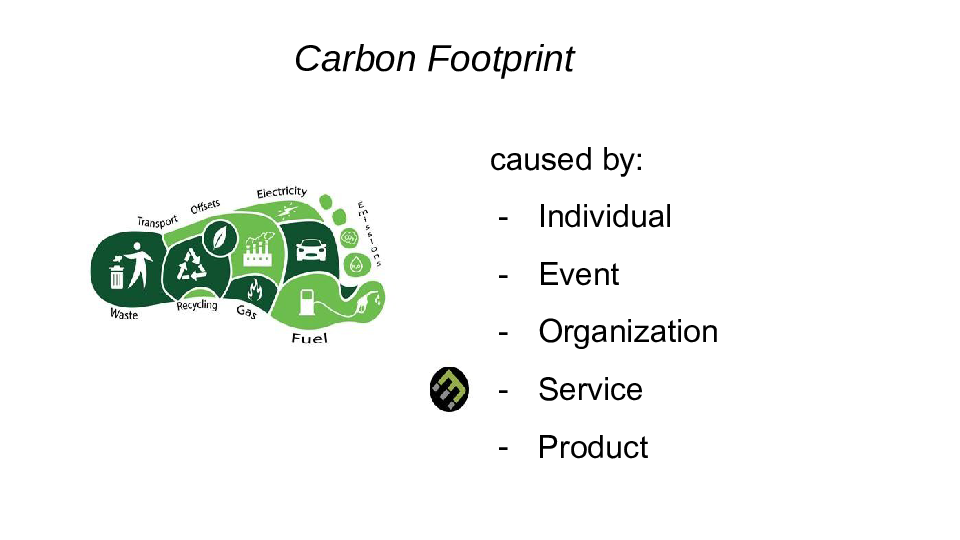 Carbon Footprint
caused by:
- Individual
- Event
- Organization
- Service
- Product
Transport
Offsets
Electricity
Emissions
Waste
Recycling
Gas
Fuel